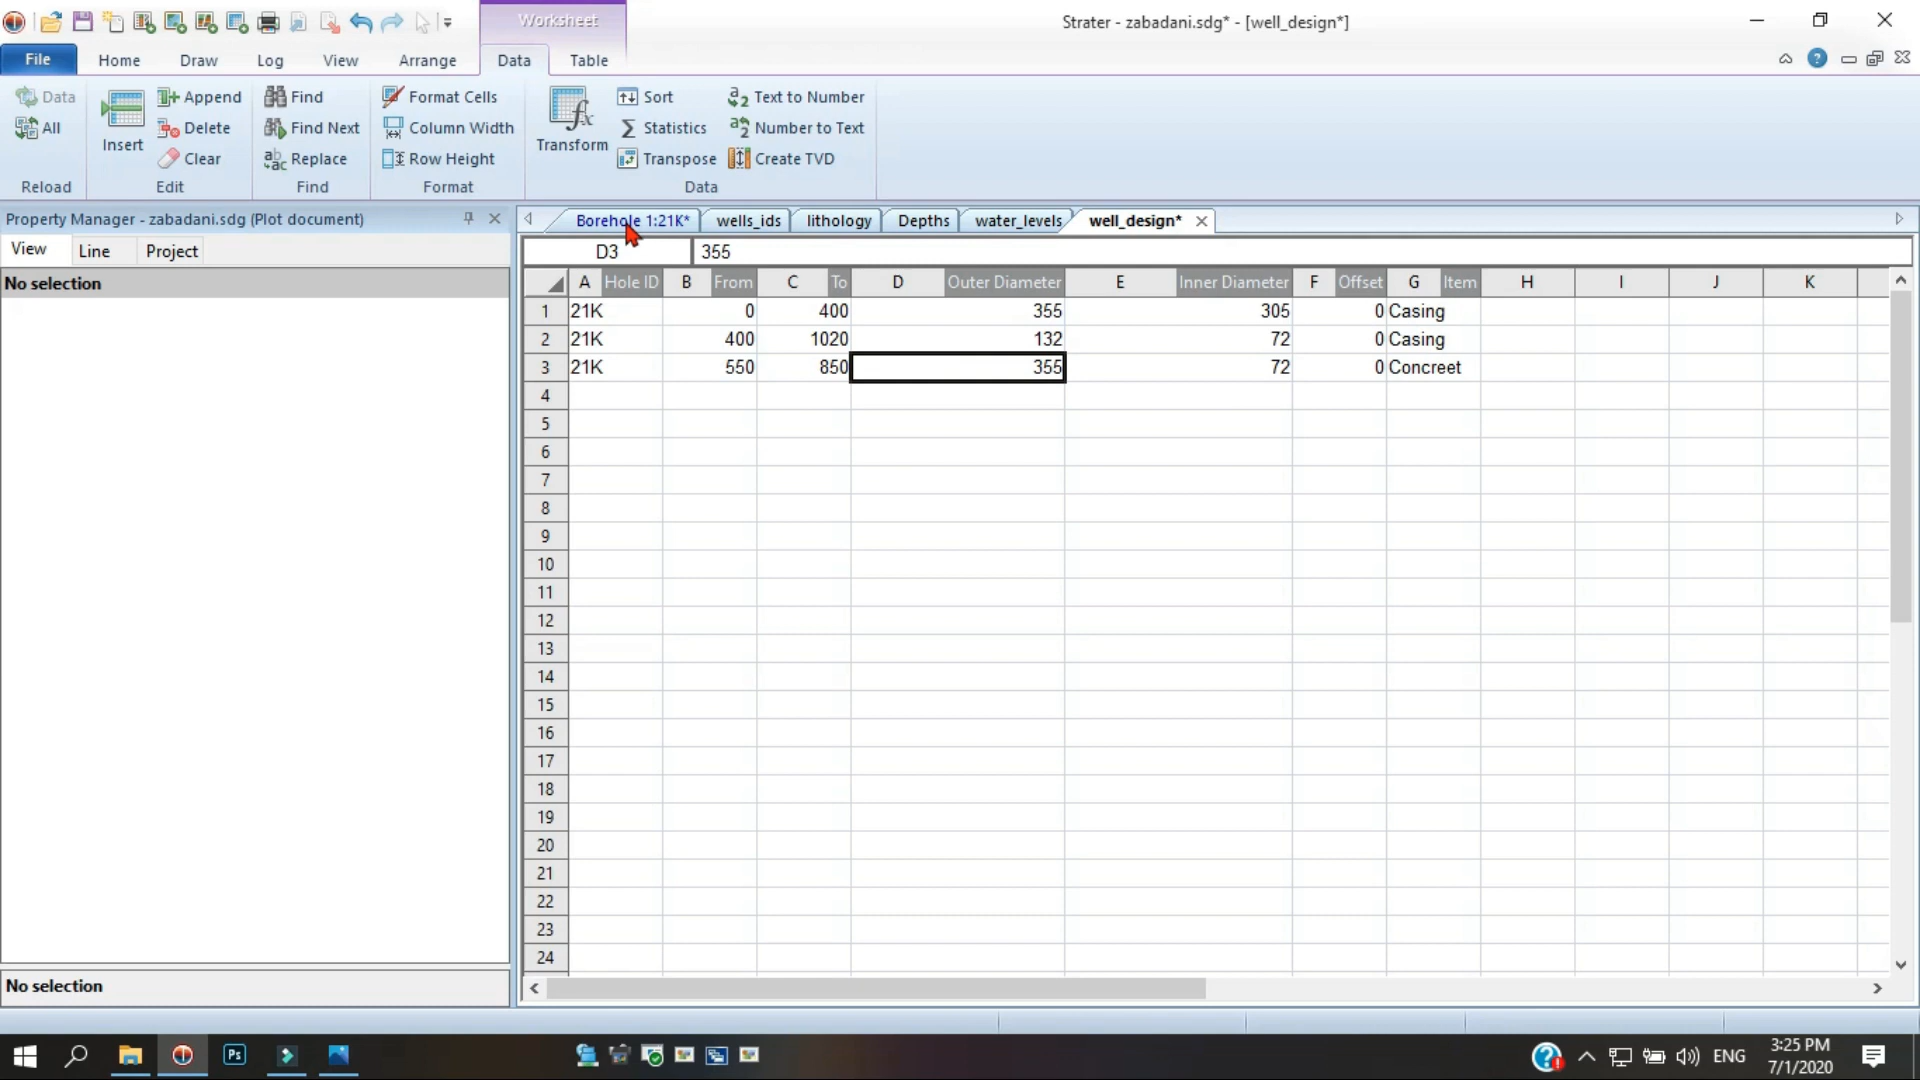 Worksheet
Strater - zabadani.sdg* - [well_design*]
File Home Draw Log View Arrange Data Table
Data
All
Reload
Insert
Append
Delete
Clear
Edit
Find
Find Next
Replace
Find
Format Cells
Column Width
Row Height
Format
Transform
Sort
Statistics
Transpose
Text to Number
Number to Text
Create TVD
Data
Property Manager - zabadani.sdg (Plot document)
View Line Project
No selection
No selection
Borehole 1:21K* wells_ids lithology Depths water_levels well_design*
D3 355
A Hole ID B From C To D Outer Diameter E Inner Diameter F Offset G Item H I J K
1 21K 0 400 355 305 0 Casing
2 21K 400 1020 132 72 0 Casing
3 21K 550 850 355 72 0 Concreet
4
5
6
7
8
9
10
11
12
13
14
15
16
17
18
19
20
21
22
23
24
Ps
ENG
3:25 PM
7/1/2020